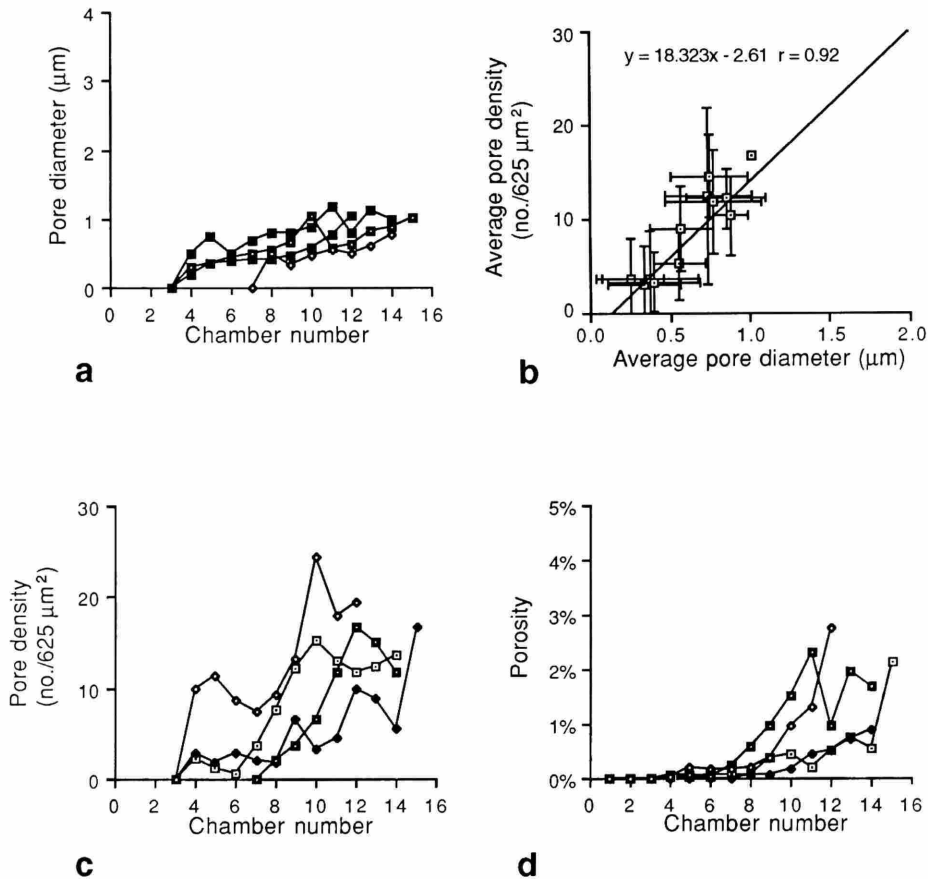 4
3
2
1
0
Pore diameter (µm)
0 2 4 6 8 10 12 14 16
Chamber number
a
30
20
10
0
Average pore density
(no./625 µm²)
y = 18.323x - 2.61 r = 0.92
0.0 0.5 1.0 2.0
Average pore diameter (µm)
b
30
20
10
0
Pore density
(no./625 µm²)
0 2 4 6 8 10 12 14 16
Chamber number
c
5%
4%
3%
2%
1%
0%
Porosity
0 2 4 6 8 10 12 14 16
Chamber number
d